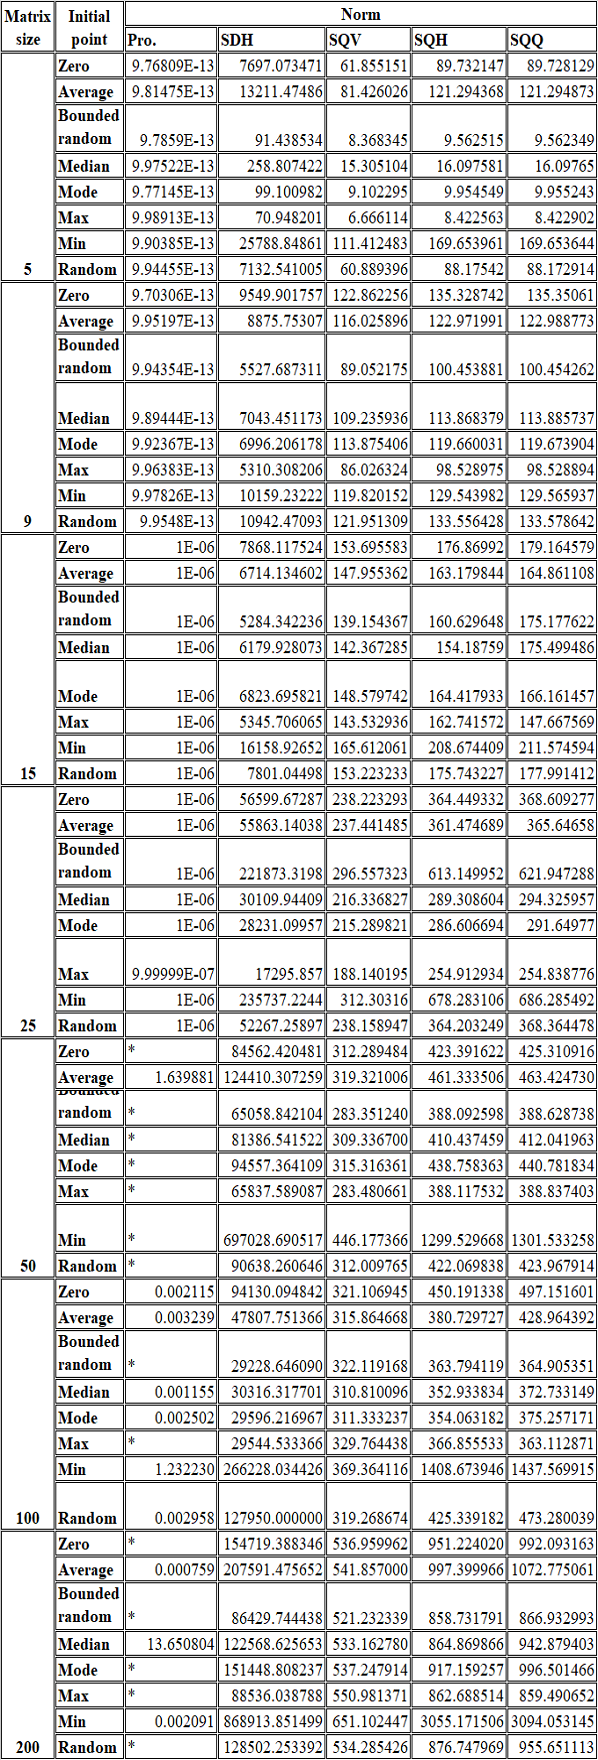 Matrix size Initial point Norm
Pro. SDH SQV SQH SQQ
Zero 9.76809E-13 7697.073471 61.855151 89.732147 89.728129
Average 9.81475E-13 13211.47486 81.426026 121.294368 121.294873
Bounded
random 9.7859E-13 91.438534 8.368345 9.562515 9.562349
Median 9.97522E-13 258.807422 15.305104 16.097581 16.09765
Mode 9.77145E-13 99.100982 9.102295 9.954549 9.955243
Max 9.98913E-13 70.948201 6.666114 8.422563 8.422902
Min 9.90385E-13 25788.84861 111.412483 169.653961 169.653644
5 Random 9.94455E-13 7132.541005 60.889396 88.17542 88.172914
Zero 9.70306E-13 9549.901757 122.862256 135.328742 135.35061
Average 9.95197E-13 8875.75307 116.025896 122.971991 122.988773
Bounded
random 9.94354E-13 5527.687311 89.052175 100.453881 100.454262
Median 9.89444E-13 7043.451173 109.235936 113.868379 113.885737
Mode 9.92367E-13 6996.206178 113.875406 119.660031 119.673904
Max 9.96383E-13 5310.308206 86.026324 98.528975 98.528894
Min 9.97826E-13 10159.23222 119.820152 129.543982 129.565937
9 Random 9.9548E-13 10942.47093 121.951309 133.556428 133.578642
Zero 1E-06 7868.117524 153.695583 176.86992 179.164579
Average 1E-06 6714.134602 147.955362 163.179844 164.861108
Bounded
random 1E-06 5284.342236 139.154367 160.629648 175.177622
Median 1E-06 6179.928073 142.367285 154.18759 175.499486
Mode 1E-06 6823.695821 148.579742 164.417933 166.161457
Max 1E-06 5345.706065 143.532936 162.741572 147.667569
Min 1E-06 16158.92652 165.612061 208.674409 211.574594
15 Random 1E-06 7801.04498 153.223233 175.743227 177.991412
Zero 1E-06 56599.67287 238.223293 364.449332 368.609277
Average 1E-06 55863.14038 237.441485 361.474689 365.64658
Bounded
random 1E-06 221873.3198 296.557323 613.149952 621.947288
Median 1E-06 30109.94409 216.336827 289.308604 294.325957
Mode 1E-06 28231.09957 215.289821 286.606694 291.64977
Max 9.99999E-07 17295.857 188.140195 254.912934 254.838776
Min 1E-06 235737.2244 312.30316 678.283106 686.285492
25 Random 1E-06 52267.25897 238.158947 364.203249 368.364478
Zero * 84562.420481 312.289484 423.391622 425.310916
Average 1.639881 124410.307259 319.321006 461.333506 463.424730
Bounded
random * 65058.842104 283.351240 388.092598 388.628738
Median * 81386.541522 309.336700 410.437459 412.041963
Mode * 94557.364109 315.316361 438.758363 440.781834
Max * 65837.589087 283.480661 388.117532 388.837403
Min * 697028.690517 446.177366 1299.529668 1301.533258
50 Random * 90638.260646 312.009765 422.069838 423.967914
Zero 0.002115 94130.094842 321.106945 450.191338 497.151601
Average 0.003239 47807.751366 315.864668 380.729727 428.964392
Bounded
random * 29228.646090 322.119168 363.794119 364.905351
Median 0.001155 30316.317701 310.810096 352.933834 372.733149
Mode 0.002502 29596.216967 311.333237 354.063182 375.257171
Max * 29544.533366 329.764438 366.855533 363.112871
Min 1.232230 266228.034426 369.364116 1408.673946 1437.569915
100 Random 0.002958 127950.000000 319.268674 425.339182 473.280039
Zero * 154719.388346 536.959962 951.224020 992.093163
Average 0.000759 207591.475652 541.857000 997.399966 1072.775061
Bounded
random * 86429.744438 521.232339 858.731791 866.932993
Median 13.650804 122568.625653 533.162780 864.869866 942.879403
Mode * 151448.808237 537.247914 917.159257 996.501466
Max * 88536.038788 550.981371 862.688514 859.490652
Min 0.002091 868913.851499 651.102447 3055.171506 3094.053145
200 Random * 128502.253392 534.285426 876.747969 955.651113